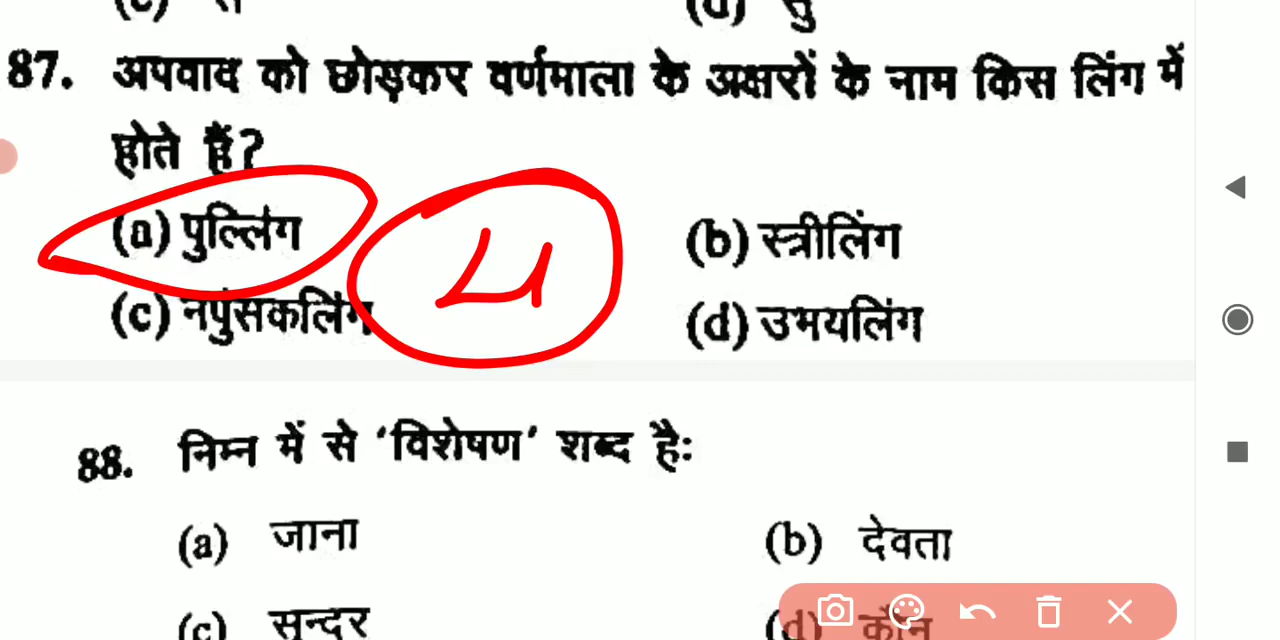 87. अपवाद को छोड़कर वर्णमाला के अक्षरों के नाम किस लिंग में
होते हैं?
(a) पुल्लिंग (b) स्त्रीलिंग
(c) नपुंसकलिंग (d) उभयलिंग
88. निम्न में से ‘विशेषण’ शब्द है:
(a) जाना (b) देवता
(c) सुन्दर (d) कौन